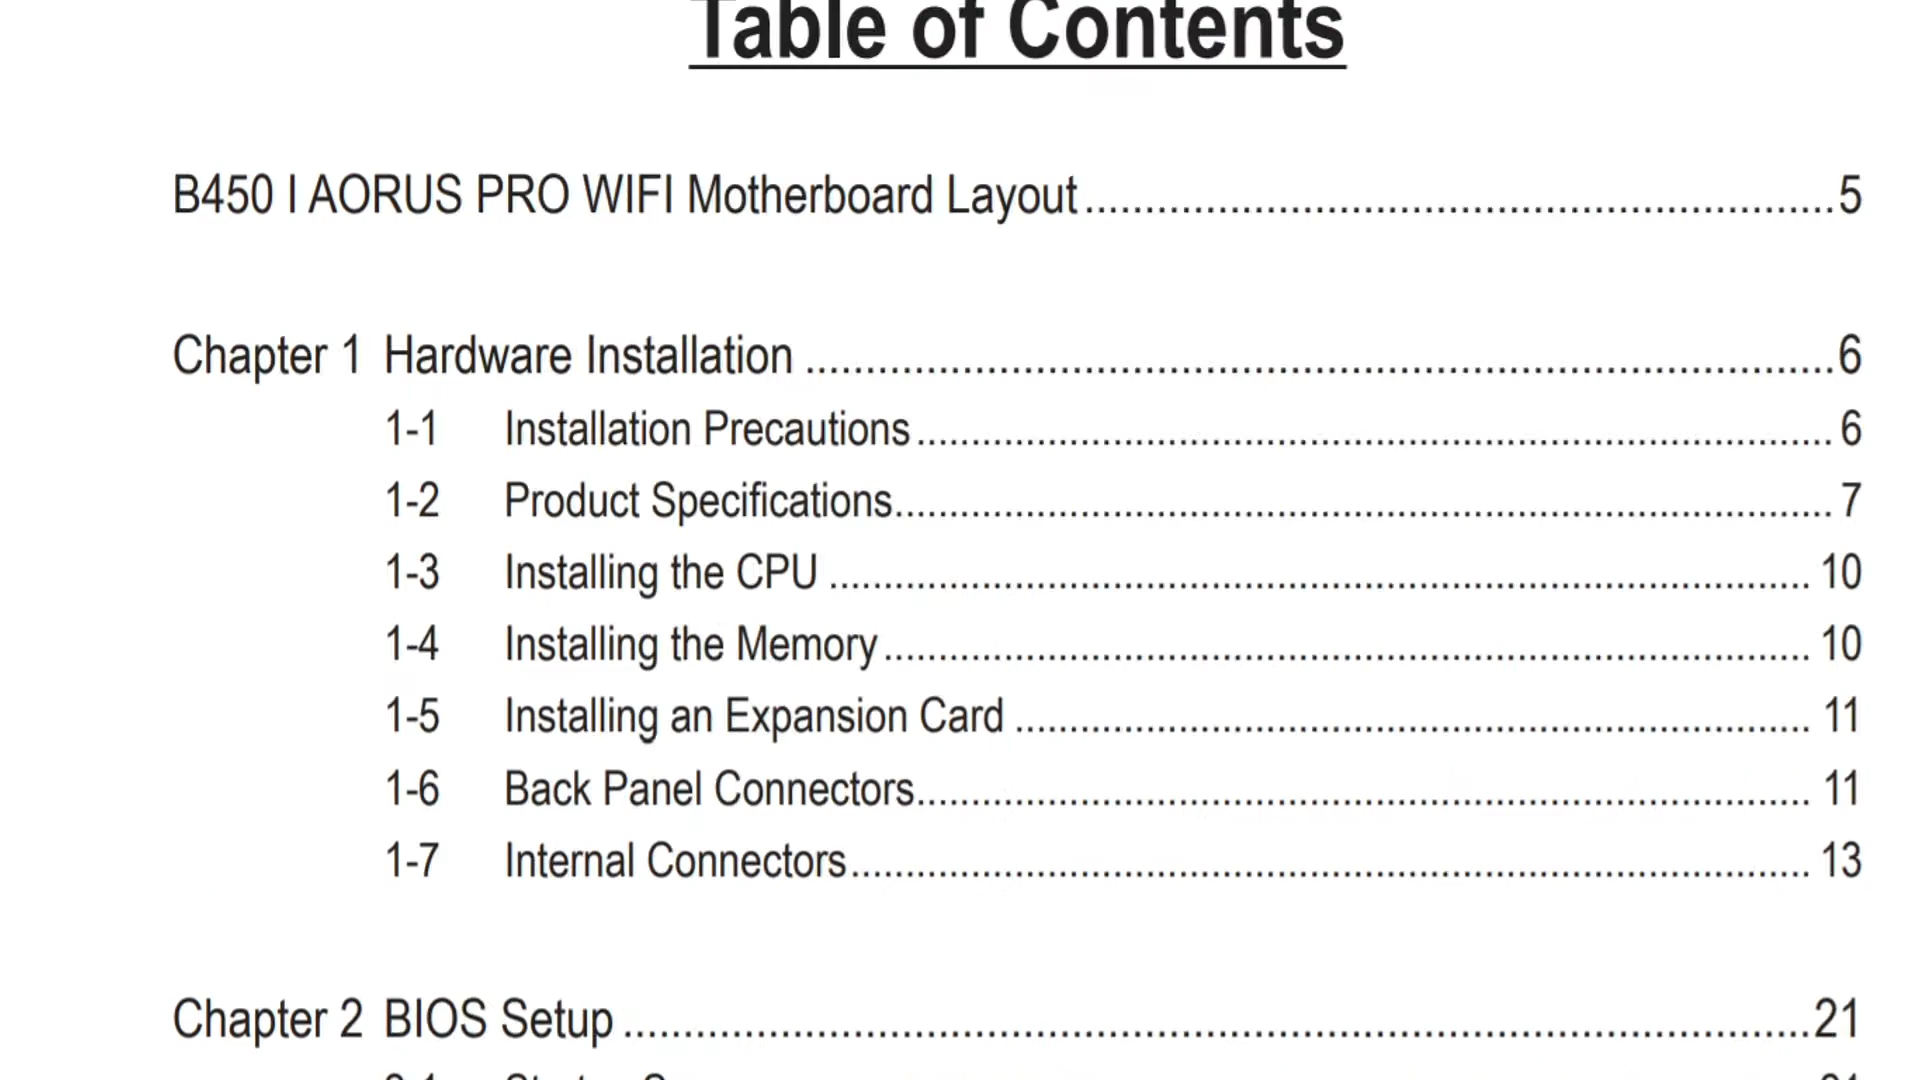 Table of Contents
B450 I AORUS PRO WIFI Motherboard Layout..............................................................5
Chapter 1 Hardware Installation .....................................................................................6
1-1 Installation Precautions.................................................................................... 6
1-2 Product Specifications...................................................................................... 7
1-3 Installing the CPU .......................................................................................... 10
1-4 Installing the Memory..................................................................................... 10
1-5 Installing an Expansion Card ......................................................................... 11
1-6 Back Panel Connectors.................................................................................. 11
1-7 Internal Connectors........................................................................................ 13
Chapter 2 BIOS Setup ..................................................................................................21